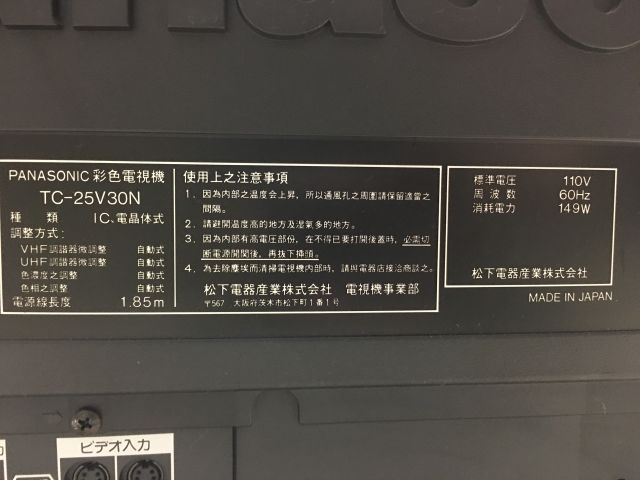 PANASONIC 彩色電視機
TC-25V30N
種類 IC.電晶体式
調整方式:
VHF調諧器微調整 自動式
UHF調諧器微調整 自動式
色濃度之調整 自動式
色相之調整 自動式
電源線長度 1.85m
使用上之注意事項
1. 因為内部之温度会上昇,所以通風孔之周圍請保留適當之
間隔。
2. 請避開温度高的地方及湿氣多的地方。
3. 因為内部有高電圧部份,在不得已要打開後蓋時,必需切
断電源開関後,再抜下挿頭。
4. 為去除塵埃而清掃電視機内部時,請與電器店接洽商談之。
松下電器産業株式会社 電視機事業部
〒567 大阪府茨木市松下町1番1号
標準電圧 110V
周波数 60Hz
消耗電力 149W
松下電器産業株式会社
MADE IN JAPAN
ビデオ入力